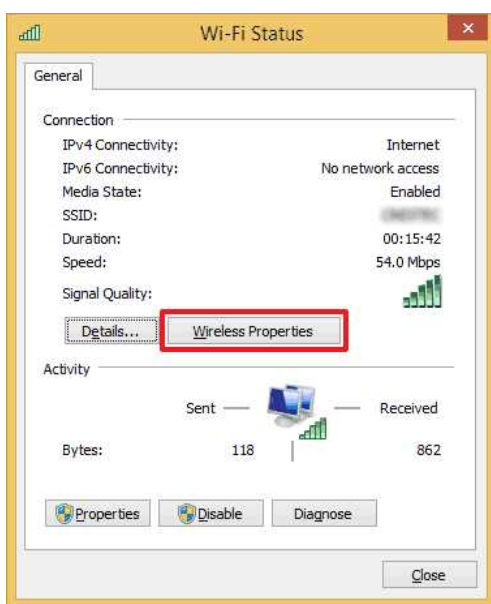 Wi-Fi Status
General
Connection
IPv4 Connectivity: Internet
IPv6 Connectivity: No network access
Media State: Enabled
SSID:
Duration: 00:15:42
Speed: 54.0 Mbps
Signal Quality:
Details... Wireless Properties
Activity
Sent Received
Bytes: 118 862
Properties Disable Diagnose
Close